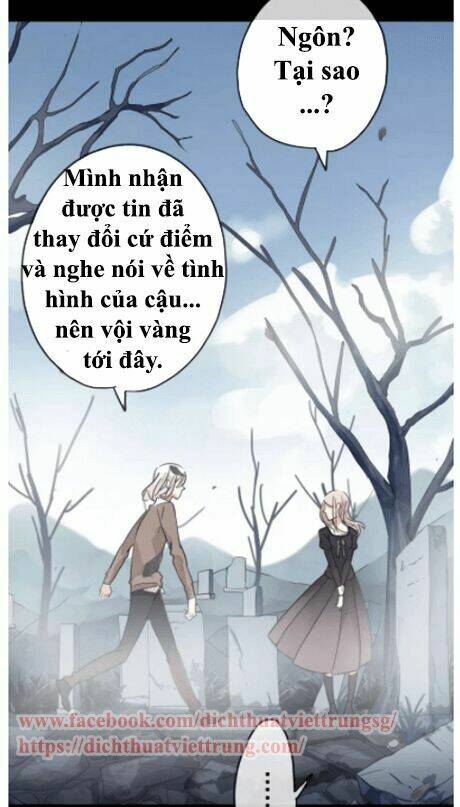 Ngôn?
Tại sao
...?
Mình nhận
được tin đã
thay đổi cứ điểm
và nghe nói về tình
hình của cậu...
nên vội vàng
tới đây.
www.facebook.com/dichthuatviettrungsg/
https://dichthuatviettrung.com/
......